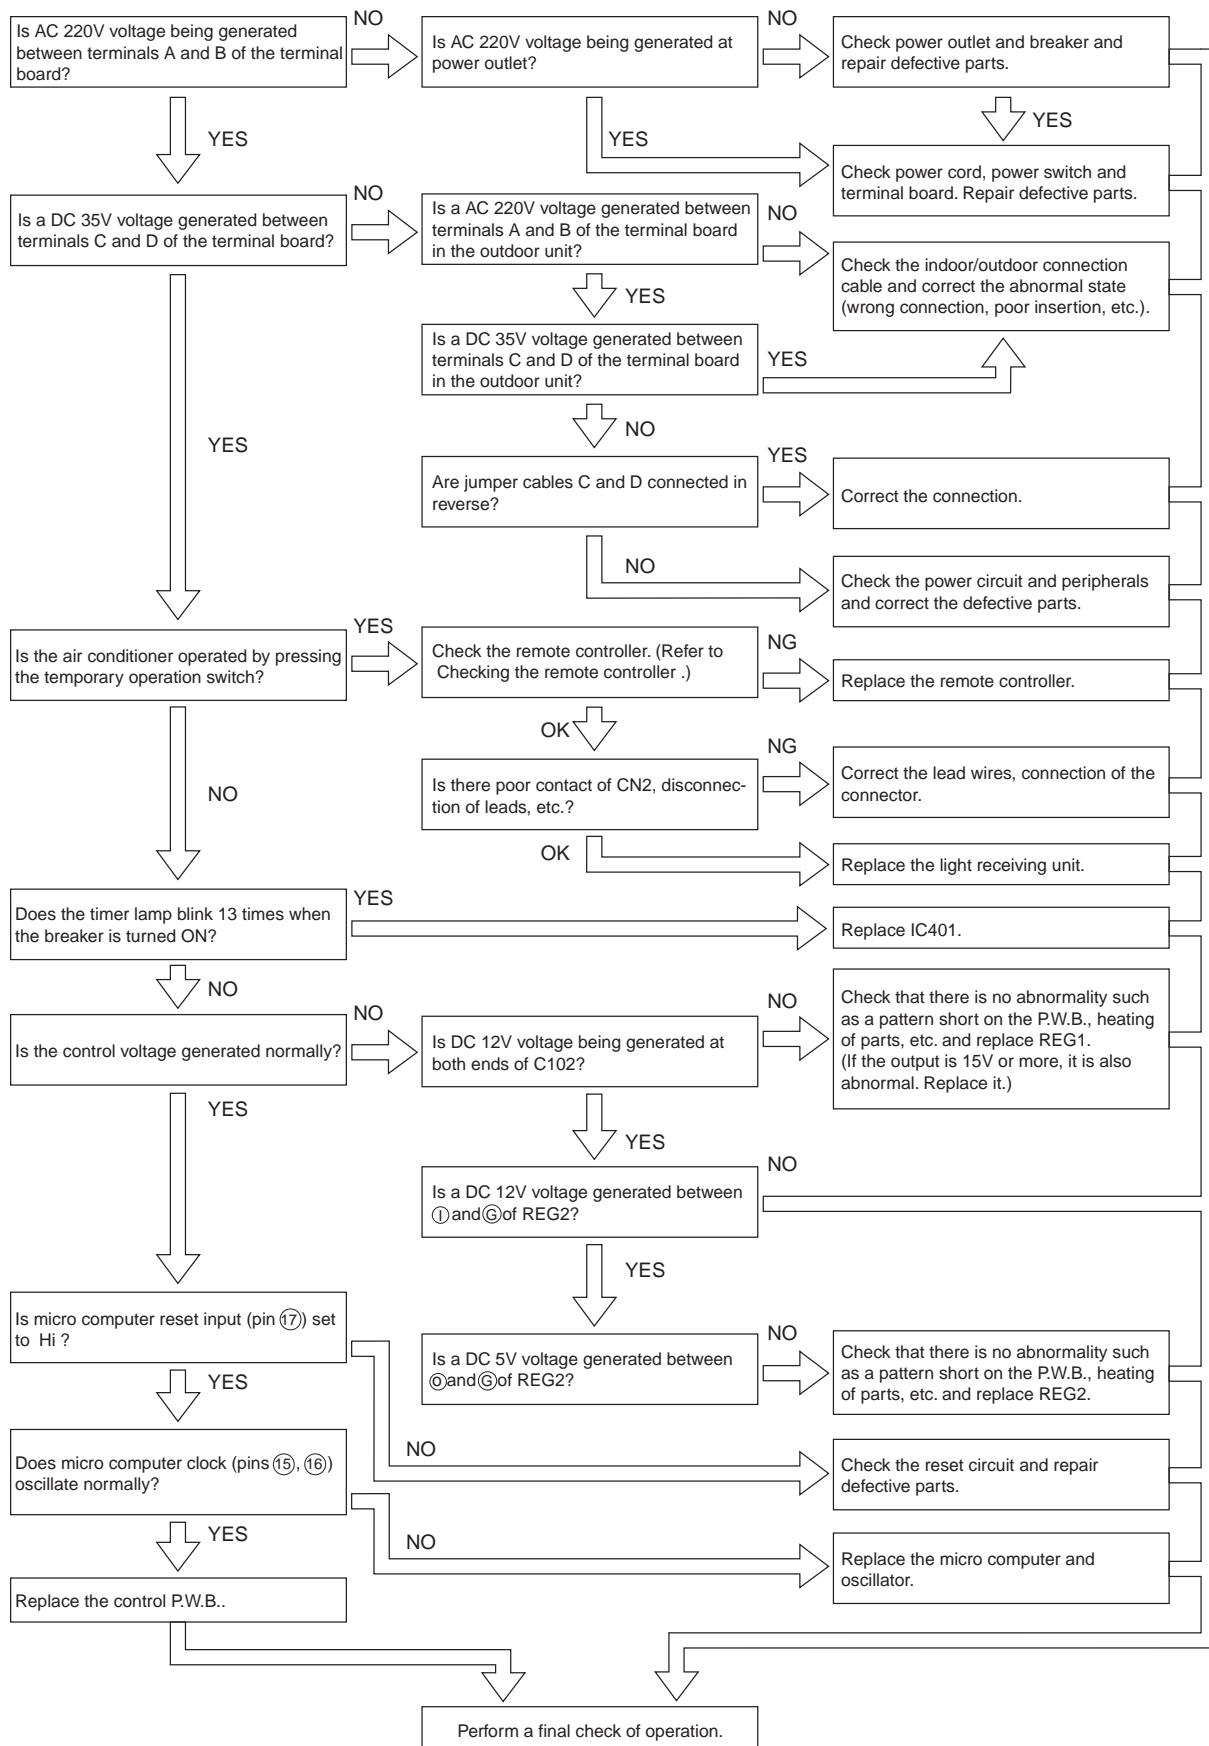 Is AC 220V voltage being generated
between terminals A and B of the terminal
board?
NO
Is AC 220V voltage being generated at
power outlet?
NO
Check power outlet and breaker and
repair defective parts.
YES
YES
YES
Check power cord, power switch and
terminal board. Repair defective parts.
Is a DC 35V voltage generated between
terminals C and D of the terminal board?
NO
Is a AC 220V voltage generated between
terminals A and B of the terminal board
in the outdoor unit?
NO
Check the indoor/outdoor connection
cable and correct the abnormal state
(wrong connection, poor insertion, etc.).
YES
Is a DC 35V voltage generated between
terminals C and D of the terminal board
in the outdoor unit?
YES
YES
NO
Are jumper cables C and D connected in
reverse?
YES
Correct the connection.
NO
Check the power circuit and peripherals
and correct the defective parts.
Is the air conditioner operated by pressing
the temporary operation switch?
YES
Check the remote controller. (Refer to
Checking the remote controller .)
NG
Replace the remote controller.
OK
NO
Is there poor contact of CN2, disconnec-
tion of leads, etc.?
NG
Correct the lead wires, connection of the
connector.
OK
Replace the light receiving unit.
Does the timer lamp blink 13 times when
the breaker is turned ON?
YES
Replace IC401.
NO
Is the control voltage generated normally?
NO
Is DC 12V voltage being generated at
both ends of C102?
NO
Check that there is no abnormality such
as a pattern short on the P.W.B., heating
of parts, etc. and replace REG1.
(If the output is 15V or more, it is also
abnormal. Replace it.)
YES
YES
Is a DC 12V voltage generated between
Ⓘ and Ⓖ of REG2?
NO
YES
Is micro computer reset input (pin ⑰) set
to Hi ?
Is a DC 5V voltage generated between
ⓞ and Ⓖ of REG2?
NO
Check that there is no abnormality such
as a pattern short on the P.W.B., heating
of parts, etc. and replace REG2.
YES
NO
Check the reset circuit and repair
defective parts.
Does micro computer clock (pins ⑮, ⑯)
oscillate normally?
YES
NO
Replace the micro computer and
oscillator.
Replace the control P.W.B..
Perform a final check of operation.